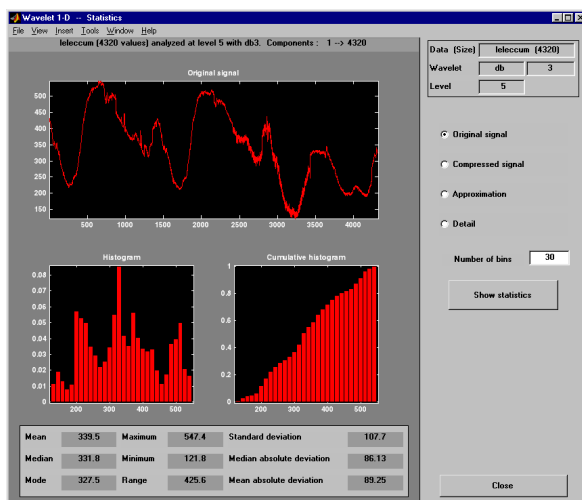 Wavelet 1-D -- Statistics
File View Insert Tools Window Help
leleccum (4320 values) analyzed at level 5 with db3. Components : 1 --> 4320
Data (Size) leleccum (4320)
Wavelet db 3
Level 5
Original signal
500
450
400
350
300
250
200
150
500 1000 1500 2000 2500 3000 3500 4000
Original signal
Compressed signal
Approximation
Detail
Number of bins 30
Show statistics
Histogram
0.08
0.07
0.06
0.05
0.04
0.03
0.02
0.01
0
200 300 400 500
Cumulative histogram
1
0.8
0.6
0.4
0.2
0
200 300 400 500
Mean 339.5 Maximum 547.4 Standard deviation 107.7
Median 331.8 Minimum 121.8 Median absolute deviation 86.13
Mode 327.5 Range 425.6 Mean absolute deviation 89.25
Close